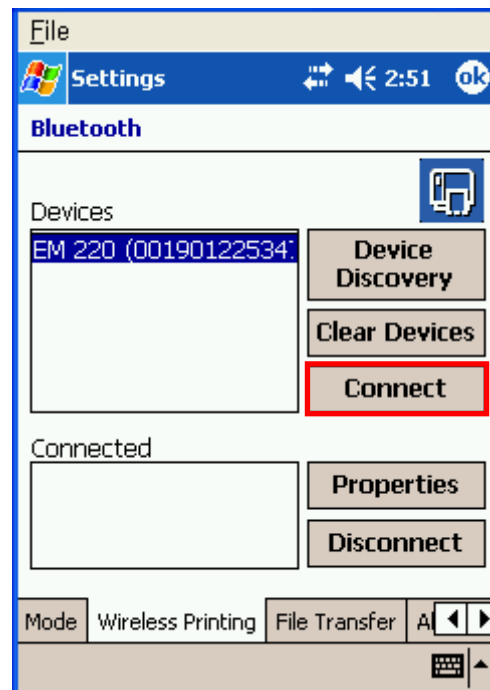 File
Settings 2:51 ok
Bluetooth
Devices
EM 220 (00190122534
Device
Discovery
Clear Devices
Connect
Connected
Properties
Disconnect
Mode Wireless Printing File Transfer